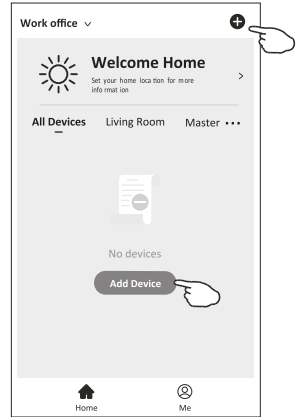 Work office
Welcome Home
Set your home loca tion for more
info rmat ion
All Devices Living Room Master
No devices
Add Device
Home Me